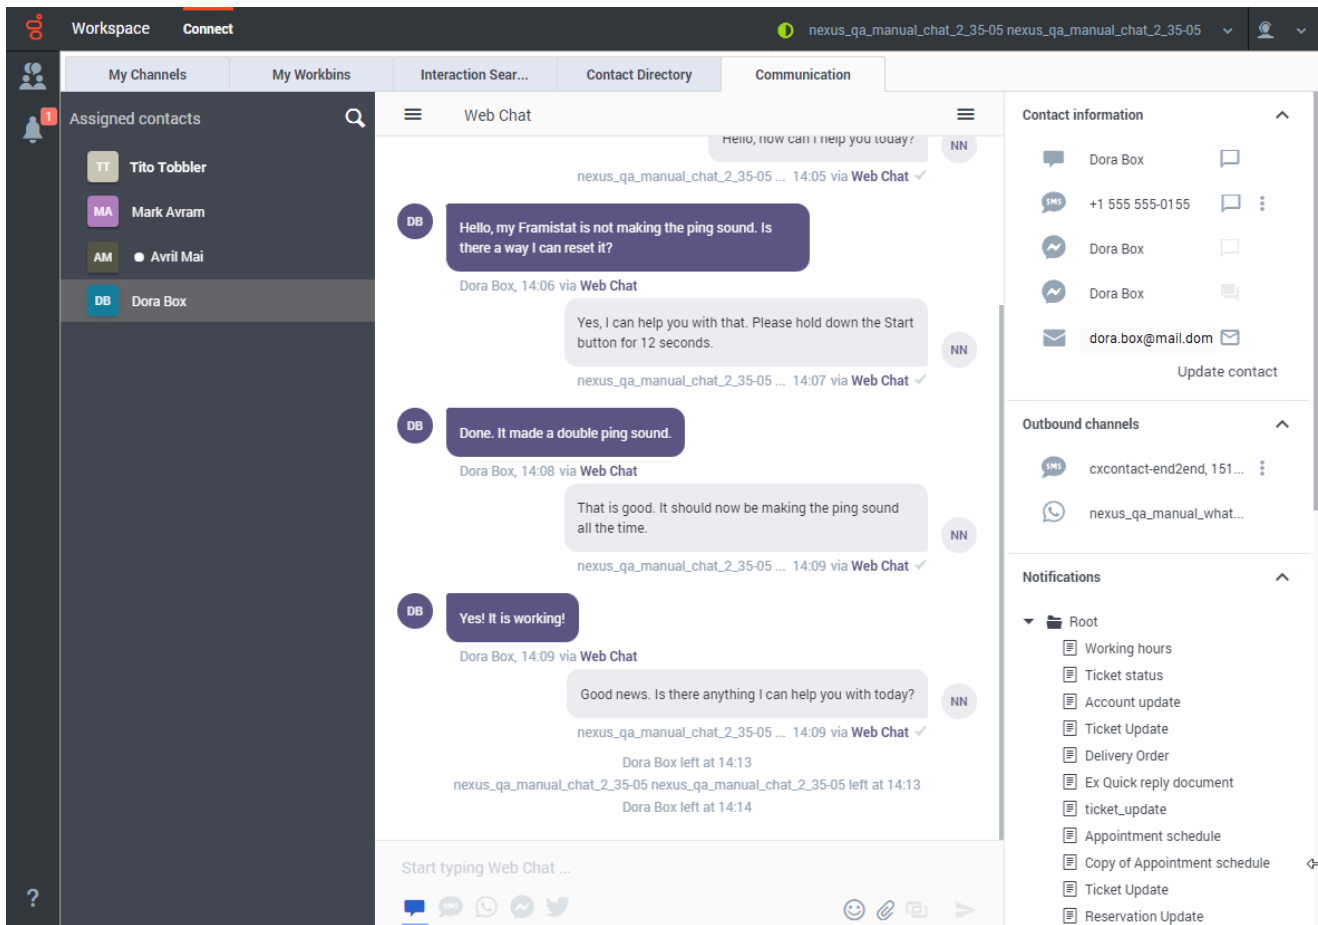 Workspace
Connect
nexus_qa_manual_chat_2_35-05 nexus_qa_manual_chat_2_35-05
My Channels
My Workbins
Interaction Sear...
Contact Directory
Communication
1
Assigned contacts
TT Tito Tobbler
MA Mark Avram
AM Avril Mai
DB Dora Box
?
Web Chat
Hello, how can I help you today?
NN
nexus_qa_manual_chat_2_35-05 ... 14:05 via Web Chat
DB
Hello, my Framistat is not making the ping sound. Is
there a way I can reset it?
Dora Box, 14:06 via Web Chat
Yes, I can help you with that. Please hold down the Start
button for 12 seconds.
NN
nexus_qa_manual_chat_2_35-05 ... 14:07 via Web Chat
DB
Done. It made a double ping sound.
Dora Box, 14:08 via Web Chat
That is good. It should now be making the ping sound
all the time.
NN
nexus_qa_manual_chat_2_35-05 ... 14:09 via Web Chat
DB
Yes! It is working!
Dora Box, 14:09 via Web Chat
Good news. Is there anything I can help you with today?
NN
nexus_qa_manual_chat_2_35-05 ... 14:09 via Web Chat
Dora Box left at 14:13
nexus_qa_manual_chat_2_35-05 nexus_qa_manual_chat_2_35-05 left at 14:13
Dora Box left at 14:14
Start typing Web Chat ...
SMS
Contact information
Dora Box
SMS +1 555 555-0155
Dora Box
Dora Box
dora.box@mail.dom
Update contact
Outbound channels
SMS cxcontact-end2end, 151...
nexus_qa_manual_what...
Notifications
Root
Working hours
Ticket status
Account update
Ticket Update
Delivery Order
Ex Quick reply document
ticket_update
Appointment schedule
Copy of Appointment schedule
Ticket Update
Reservation Update